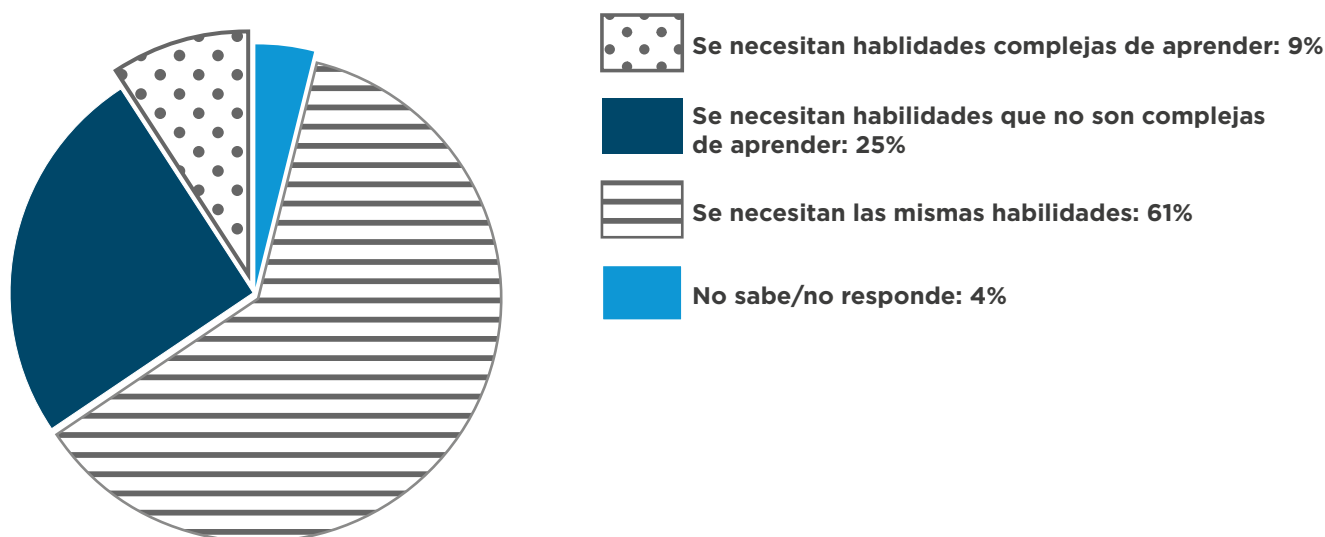 Se necesitan hablidades complejas de aprender: 9%
Se necesitan habilidades que no son complejas
de aprender: 25%
Se necesitan las mismas habilidades: 61%
No sabe/no responde: 4%